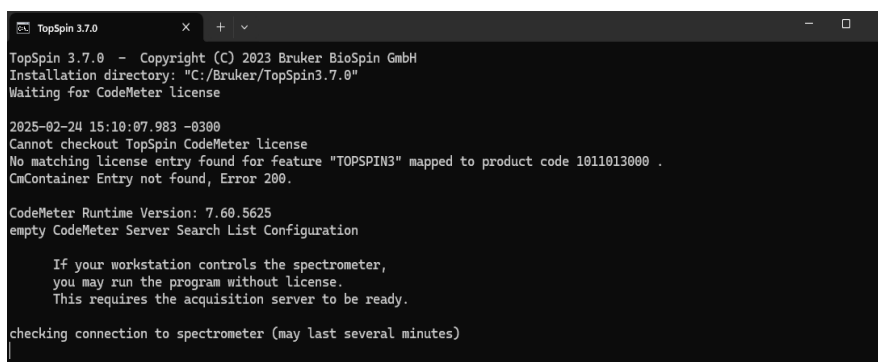 TopSpin 3.7.0
TopSpin 3.7.0 – Copyright (C) 2023 Bruker BioSpin GmbH
Installation directory: "C:/Bruker/TopSpin3.7.0"
Waiting for CodeMeter license
2025-02-24 15:10:07.983 -0300
Cannot checkout TopSpin CodeMeter license
No matching license entry found for feature "TOPSPIN3" mapped to product code 1011013000 .
CmContainer Entry not found, Error 200.
CodeMeter Runtime Version: 7.60.5625
empty CodeMeter Server Search List Configuration
If your workstation controls the spectrometer,
you may run the program without license.
This requires the acquisition server to be ready.
checking connection to spectrometer (may last several minutes)